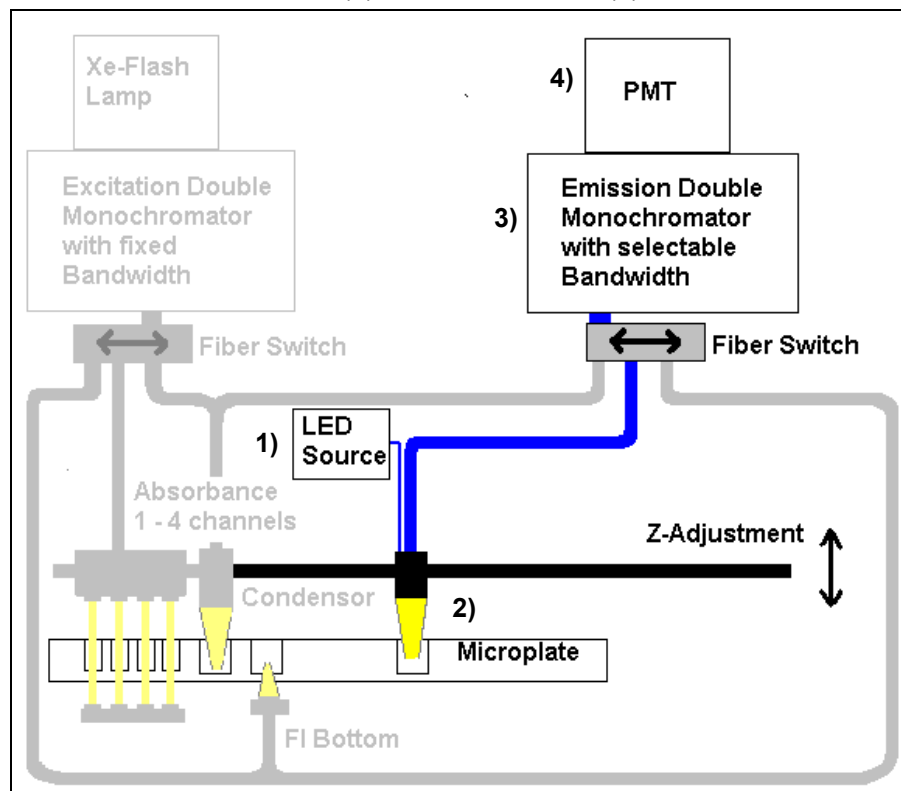 Xe-Flash
Lamp
4)
PMT
Excitation Double
Monochromator
with fixed
Bandwidth
3)
Emission Double
Monochromator
with selectable
Bandwidth
Fiber Switch
Fiber Switch
1)
LED
Source
Absorbance
1 - 4 channels
Z-Adjustment
Condensor
2)
Microplate
FI Bottom